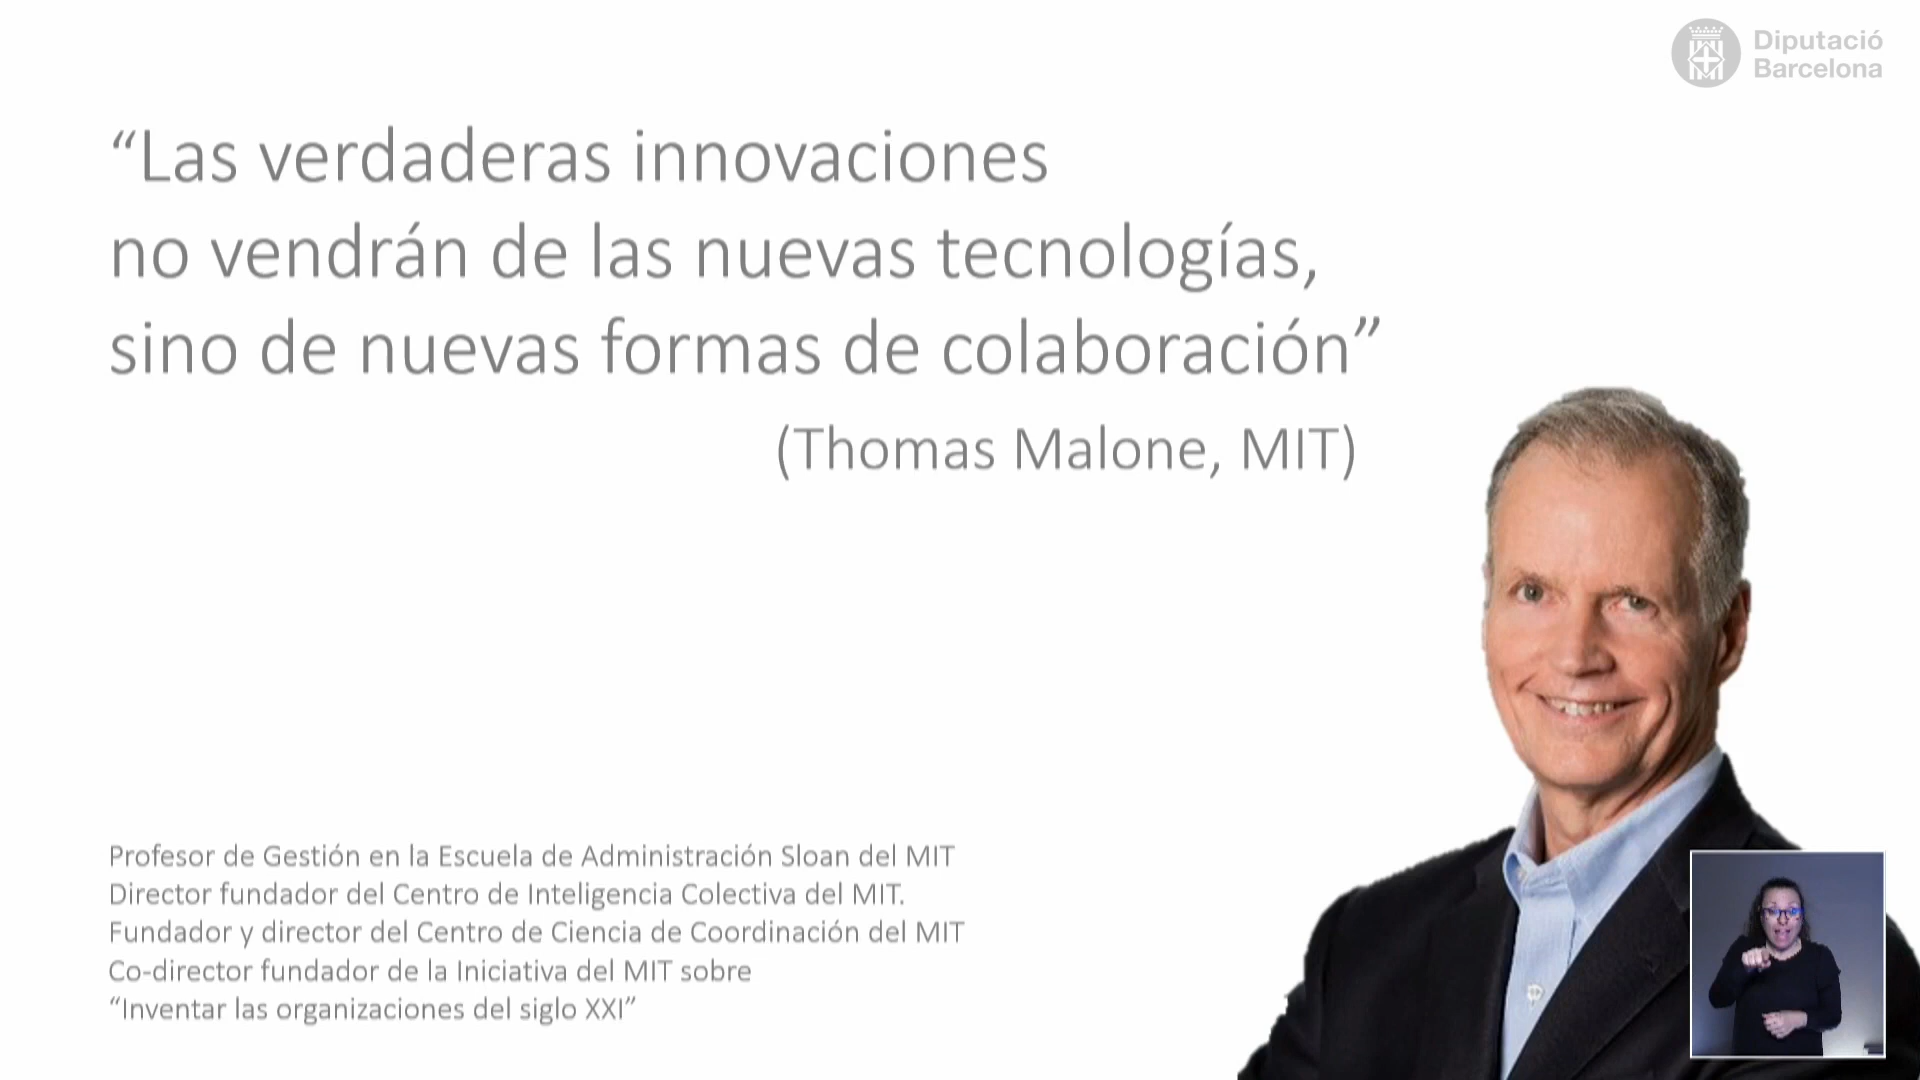 Diputació
Barcelona
“Las verdaderas innovaciones
no vendrán de las nuevas tecnologías,
sino de nuevas formas de colaboración”
(Thomas Malone, MIT)
Profesor de Gestión en la Escuela de Administración Sloan del MIT
Director fundador del Centro de Inteligencia Colectiva del MIT.
Fundador y director del Centro de Ciencia de Coordinación del MIT
Co-director fundador de la Iniciativa del MIT sobre
“Inventar las organizaciones del siglo XXI”